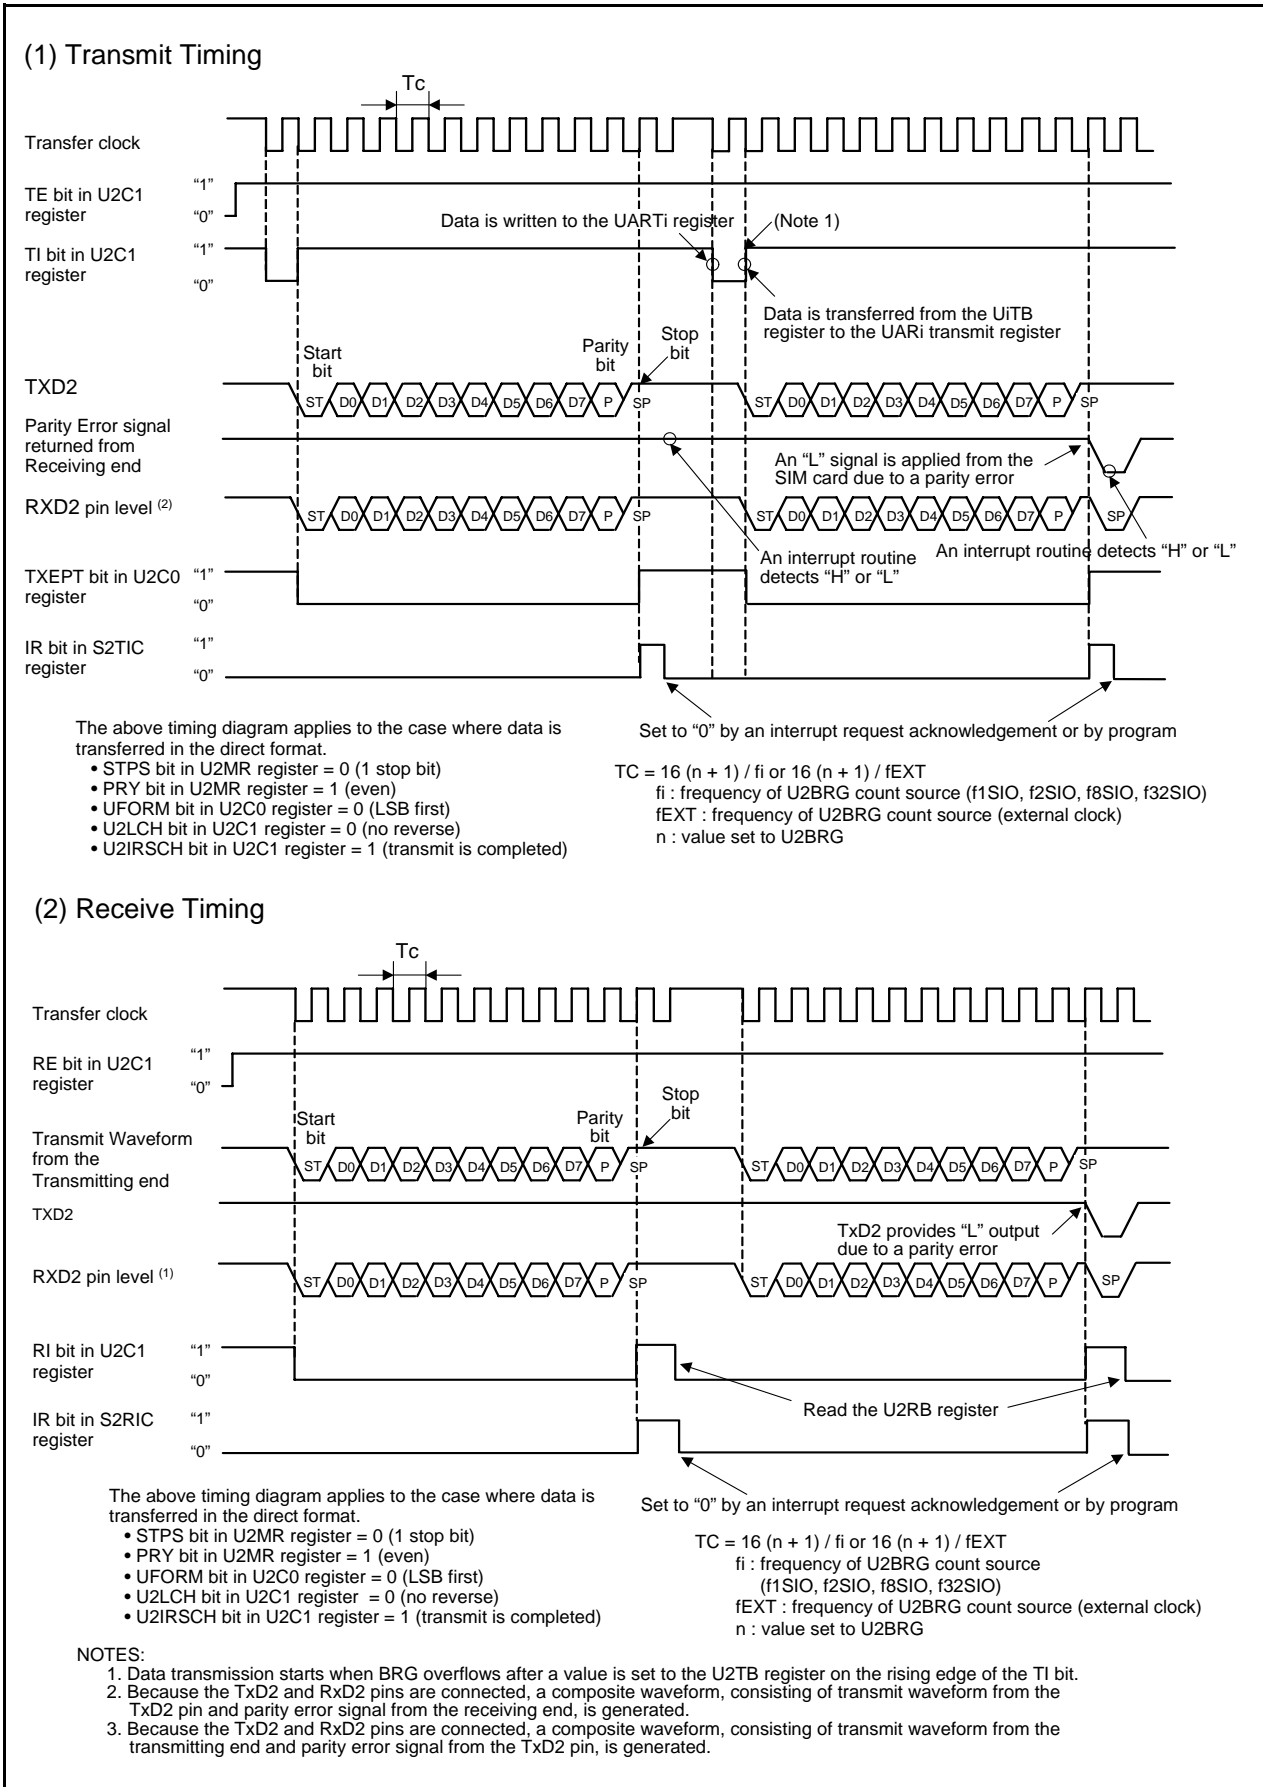 (1) Transmit Timing
Tc
Transfer clock
TE bit in U2C1
register
“1”
“0”
Data is written to the UARTi register
(Note 1)
TI bit in U2C1
register
“1”
“0”
Data is transferred from the UiTB
register to the UARi transmit register
Start
bit
Parity
bit
Stop
bit
TXD2
ST D0 D1 D2 D3 D4 D5 D6 D7 P SP
ST D0 D1 D2 D3 D4 D5 D6 D7 P SP
Parity Error signal
returned from
Receiving end
An “L” signal is applied from the
SIM card due to a parity error
RXD2 pin level (2)
ST D0 D1 D2 D3 D4 D5 D6 D7 P SP
ST D0 D1 D2 D3 D4 D5 D6 D7 P SP
An interrupt routine
detects “H” or “L”
An interrupt routine detects “H” or “L”
TXEPT bit in U2C0
register
“1”
“0”
IR bit in S2TIC
register
“1”
“0”
Set to “0” by an interrupt request acknowledgement or by program
The above timing diagram applies to the case where data is
transferred in the direct format.
• STPS bit in U2MR register = 0 (1 stop bit)
• PRY bit in U2MR register = 1 (even)
• UFORM bit in U2C0 register = 0 (LSB first)
• U2LCH bit in U2C1 register = 0 (no reverse)
• U2IRSCH bit in U2C1 register = 1 (transmit is completed)
TC = 16 (n + 1) / fi or 16 (n + 1) / fEXT
fi : frequency of U2BRG count source (f1SIO, f2SIO, f8SIO, f32SIO)
fEXT : frequency of U2BRG count source (external clock)
n : value set to U2BRG
(2) Receive Timing
Tc
Transfer clock
RE bit in U2C1
register
“1”
“0”
Start
bit
Parity
bit
Stop
bit
Transmit Waveform
from the
Transmitting end
ST D0 D1 D2 D3 D4 D5 D6 D7 P SP
ST D0 D1 D2 D3 D4 D5 D6 D7 P SP
TXD2
TxD2 provides “L” output
due to a parity error
RXD2 pin level (1)
ST D0 D1 D2 D3 D4 D5 D6 D7 P SP
ST D0 D1 D2 D3 D4 D5 D6 D7 P SP
RI bit in U2C1
register
“1”
“0”
Read the U2RB register
IR bit in S2RIC
register
“1”
“0”
Set to “0” by an interrupt request acknowledgement or by program
The above timing diagram applies to the case where data is
transferred in the direct format.
• STPS bit in U2MR register = 0 (1 stop bit)
• PRY bit in U2MR register = 1 (even)
• UFORM bit in U2C0 register = 0 (LSB first)
• U2LCH bit in U2C1 register = 0 (no reverse)
• U2IRSCH bit in U2C1 register = 1 (transmit is completed)
TC = 16 (n + 1) / fi or 16 (n + 1) / fEXT
fi : frequency of U2BRG count source
(f1SIO, f2SIO, f8SIO, f32SIO)
fEXT : frequency of U2BRG count source (external clock)
n : value set to U2BRG
NOTES:
1. Data transmission starts when BRG overflows after a value is set to the U2TB register on the rising edge of the TI bit.
2. Because the TxD2 and RxD2 pins are connected, a composite waveform, consisting of transmit waveform from the
TxD2 pin and parity error signal from the receiving end, is generated.
3. Because the TxD2 and RxD2 pins are connected, a composite waveform, consisting of transmit waveform from the
transmitting end and parity error signal from the TxD2 pin, is generated.